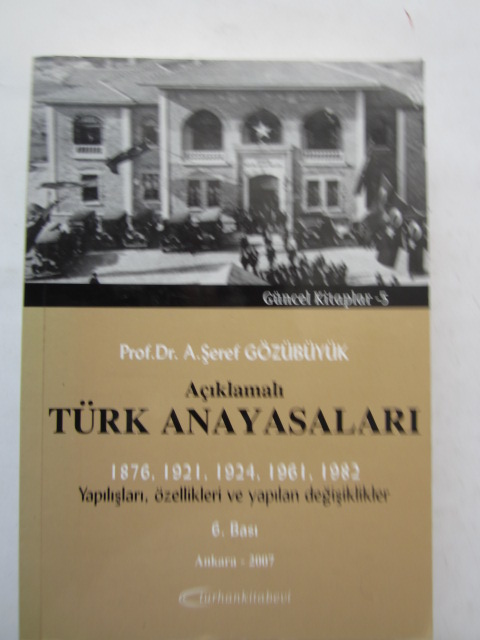 Güncel Kitaplar -5
Prof.Dr. A.Şeref GÖZÜBÜYÜK
Açıklamalı
TÜRK ANAYASALARI
1876, 1921, 1924, 1961, 1982
Yapılışları, özellikleri ve yapılan değişiklikler
6. Bası
Ankara - 2007
turhankitabevi